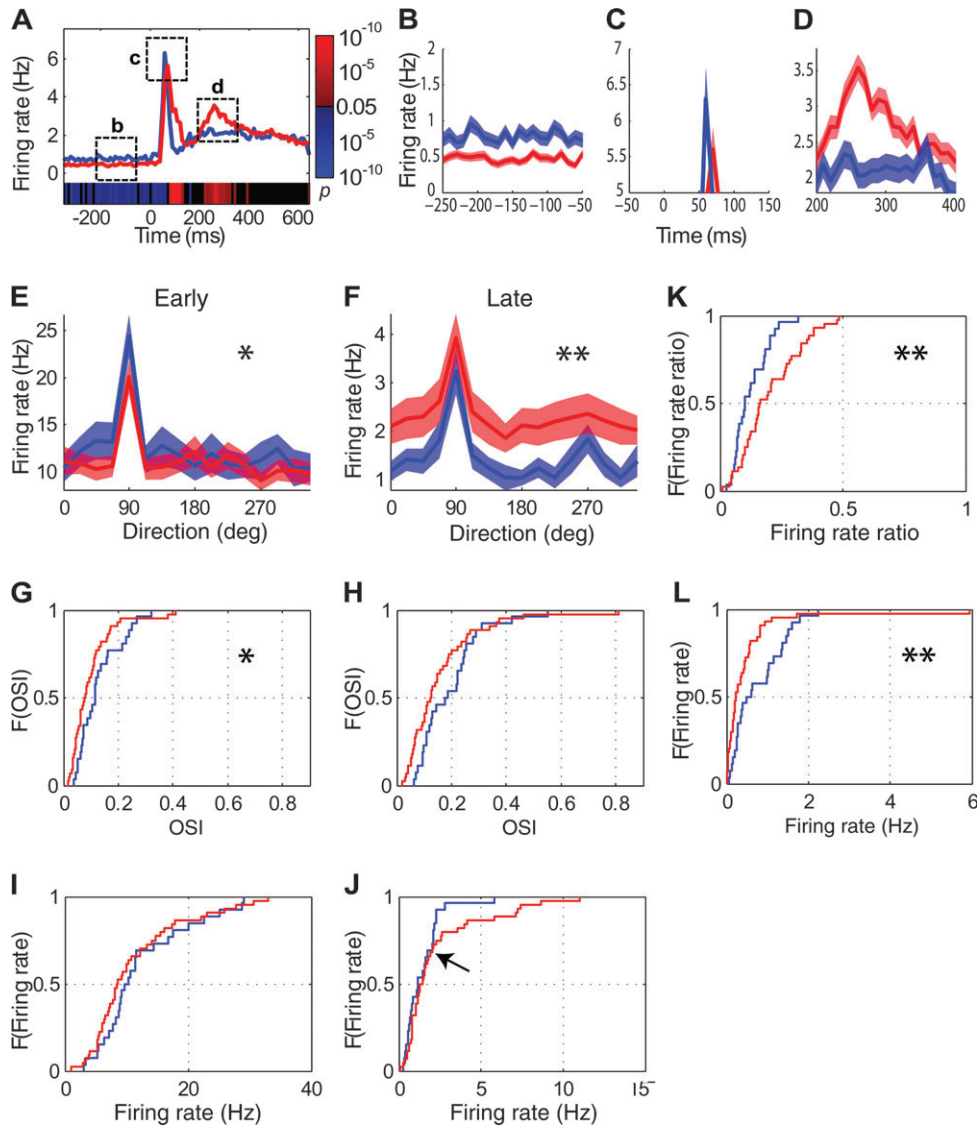 A
Firing rate (Hz)
6
4
2
0
c
b
d
-200
0
200
400
600
Time (ms)
10-10
10-5
0.05
10-5
10-10
p
B
Firing rate (Hz)
2
1.5
1
0.5
0
-250
-200
-150
-100
-50
C
7
6.5
6
5.5
5
-50
0
50
100
150
Time (ms)
D
4
3.5
3
2.5
2
200
250
300
350
400
E
Early
*
Firing rate (Hz)
25
20
15
10
0
90
180
270
Direction (deg)
F
Late
**
Firing rate (Hz)
4
3
2
1
0
90
180
270
Direction (deg)
K
F(Firing rate ratio)
1
0.5
0
**
0
0.5
1
Firing rate ratio
G
F(OSI)
1
0.5
0
*
0
0.2
0.4
0.6
0.8
OSI
H
F(OSI)
1
0.5
0
0
0.2
0.4
0.6
0.8
OSI
L
F(Firing rate)
1
0.5
0
**
0
2
4
6
Firing rate (Hz)
I
F(Firing rate)
1
0.5
0
0
20
40
Firing rate (Hz)
J
F(Firing rate)
1
0.5
0
0
5
10
15
Firing rate (Hz)